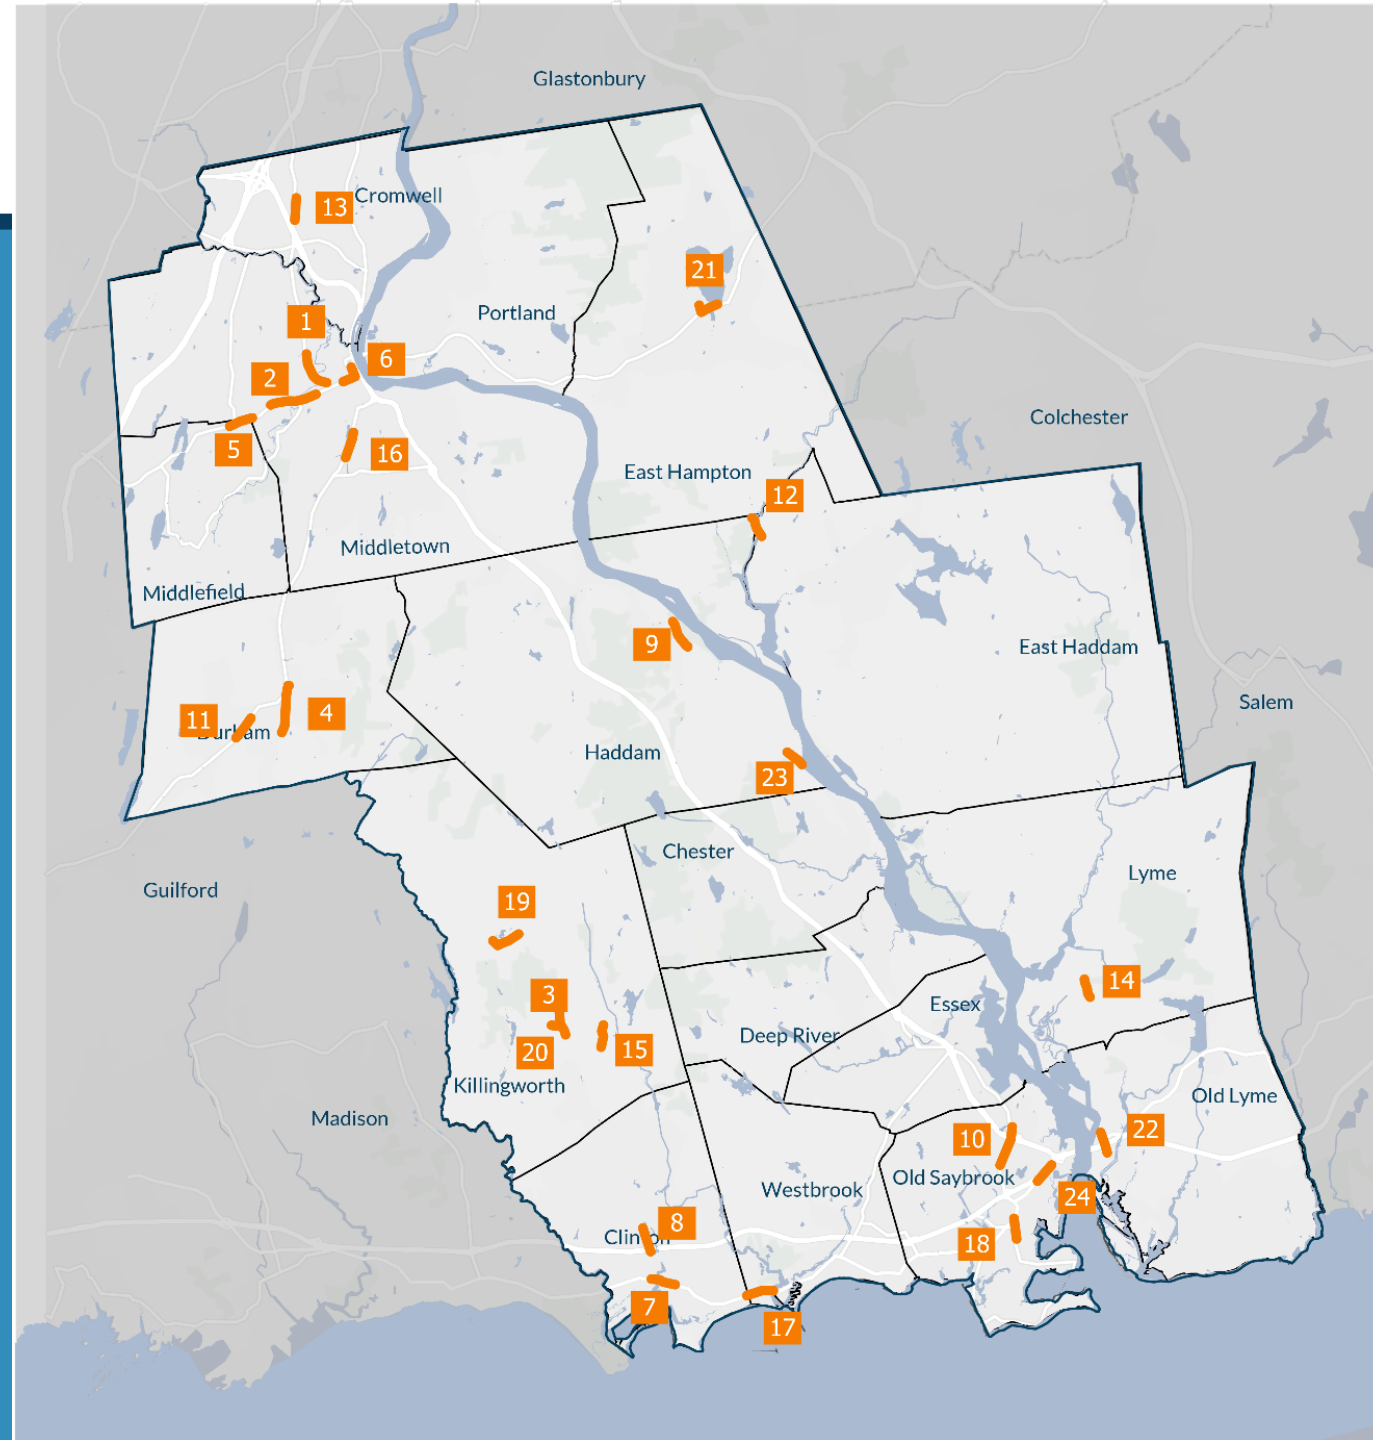 Glastonbury
Cromwell
13
21
Portland
1
6
2
Colchester
5
16
East Hampton
12
Middletown
Middlefield
9
East Haddam
Salem
11
4
Durham
Haddam
23
Chester
Lyme
Guilford
19
14
3
Essex
Deep River
20
15
Killingworth
Old Lyme
Madison
10
22
Old Saybrook
Westbrook
24
8
Clinton
18
7
17